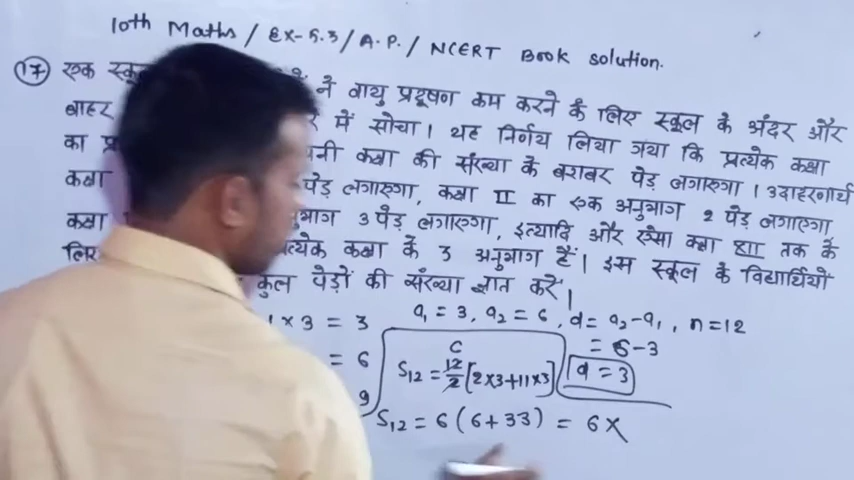 10th Maths / Ex-5.3 / A.P. / NCERT Book solution.
17 एक स्कूल ने वायु प्रदूषण कम करने के लिए स्कूल के अंदर और
बाहर में सोचा। यह निर्णय लिया गया कि प्रत्येक कक्षा
का कक्षा की संख्या के बराबर पेड़ लगाएगा। उदाहरणार्थ
कक्षा पेड़ लगाएगा, कक्षा II का एक अनुभाग 2 पेड़ लगाएगा
कक्षा 3 पेड़ लगाएगा, इत्यादि और ऐसा कक्षा XII तक के
लिए प्रत्येक कक्षा के 3 अनुभाग हैं। इस स्कूल के विद्यार्थियों
कुल पेड़ों की संख्या ज्ञात करें।
1 × 3 = 3 a₁ = 3, a₂ = 6, d = a₂-a₁, n=12
= 6-3
= 6 S₁₂ = 12/2 [2×3+11×3] d = 3
6
9
S₁₂ = 6 (6+33) = 6×